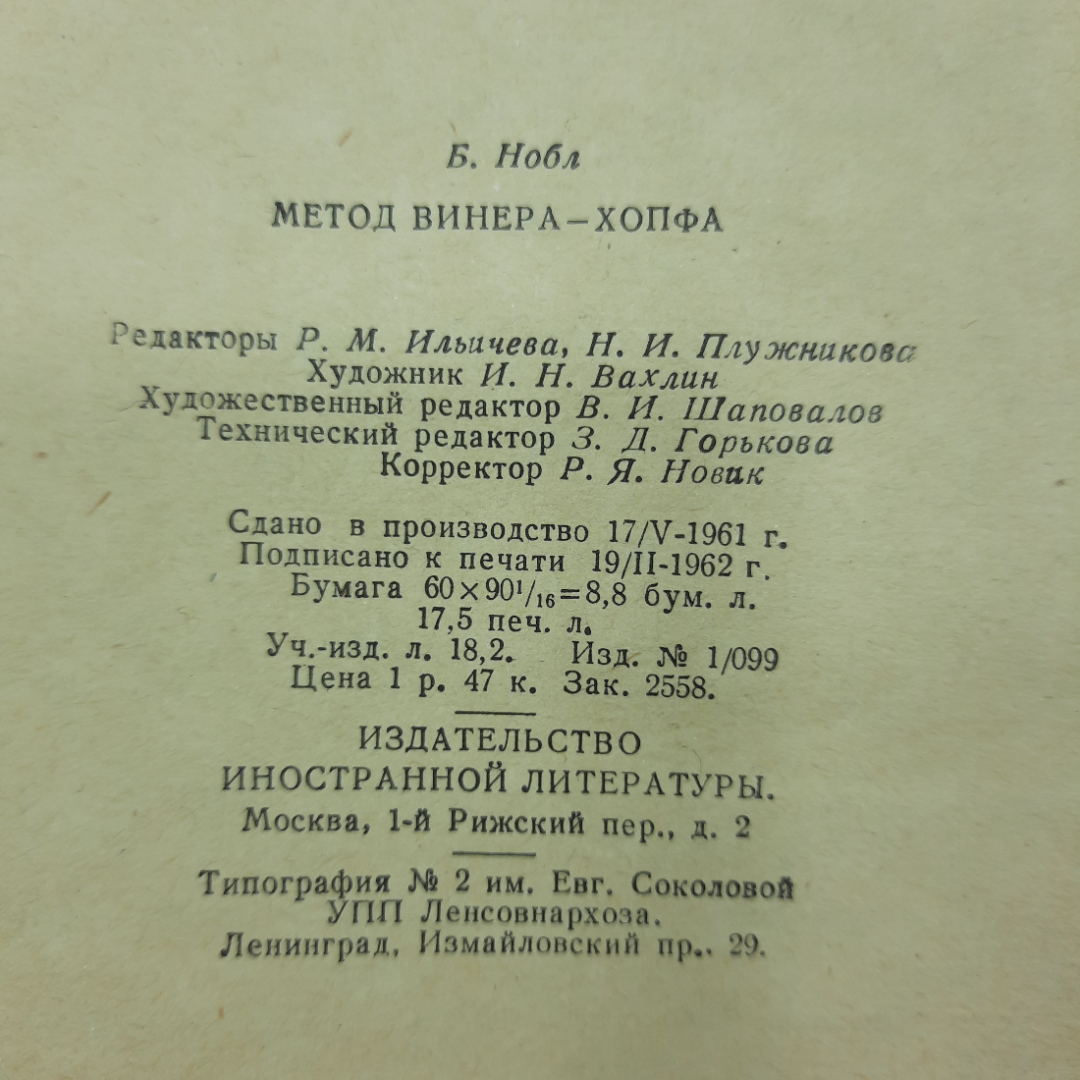 Б. Нобл
МЕТОД ВИНЕРА—ХОПФА
Редакторы Р. М. Ильичева, Н. И. Плужникова
Художник И. Н. Вахлин
Художественный редактор В. И. Шаповалов
Технический редактор З. Д. Горькова
Корректор Р. Я. Новик
Сдано в производство 17/V-1961 г.
Подписано к печати 19/II-1962 г.
Бумага 60×90¹/₁₆=8,8 бум. л.
17,5 печ. л.
Уч.-изд. л. 18,2. Изд. № 1/099
Цена 1 р. 47 к. Зак. 2558.
ИЗДАТЕЛЬСТВО
ИНОСТРАННОЙ ЛИТЕРАТУРЫ.
Москва, 1-й Рижский пер., д. 2
Типография № 2 им. Евг. Соколовой
УПП Ленсовнархоза.
Ленинград, Измайловский пр., 29.